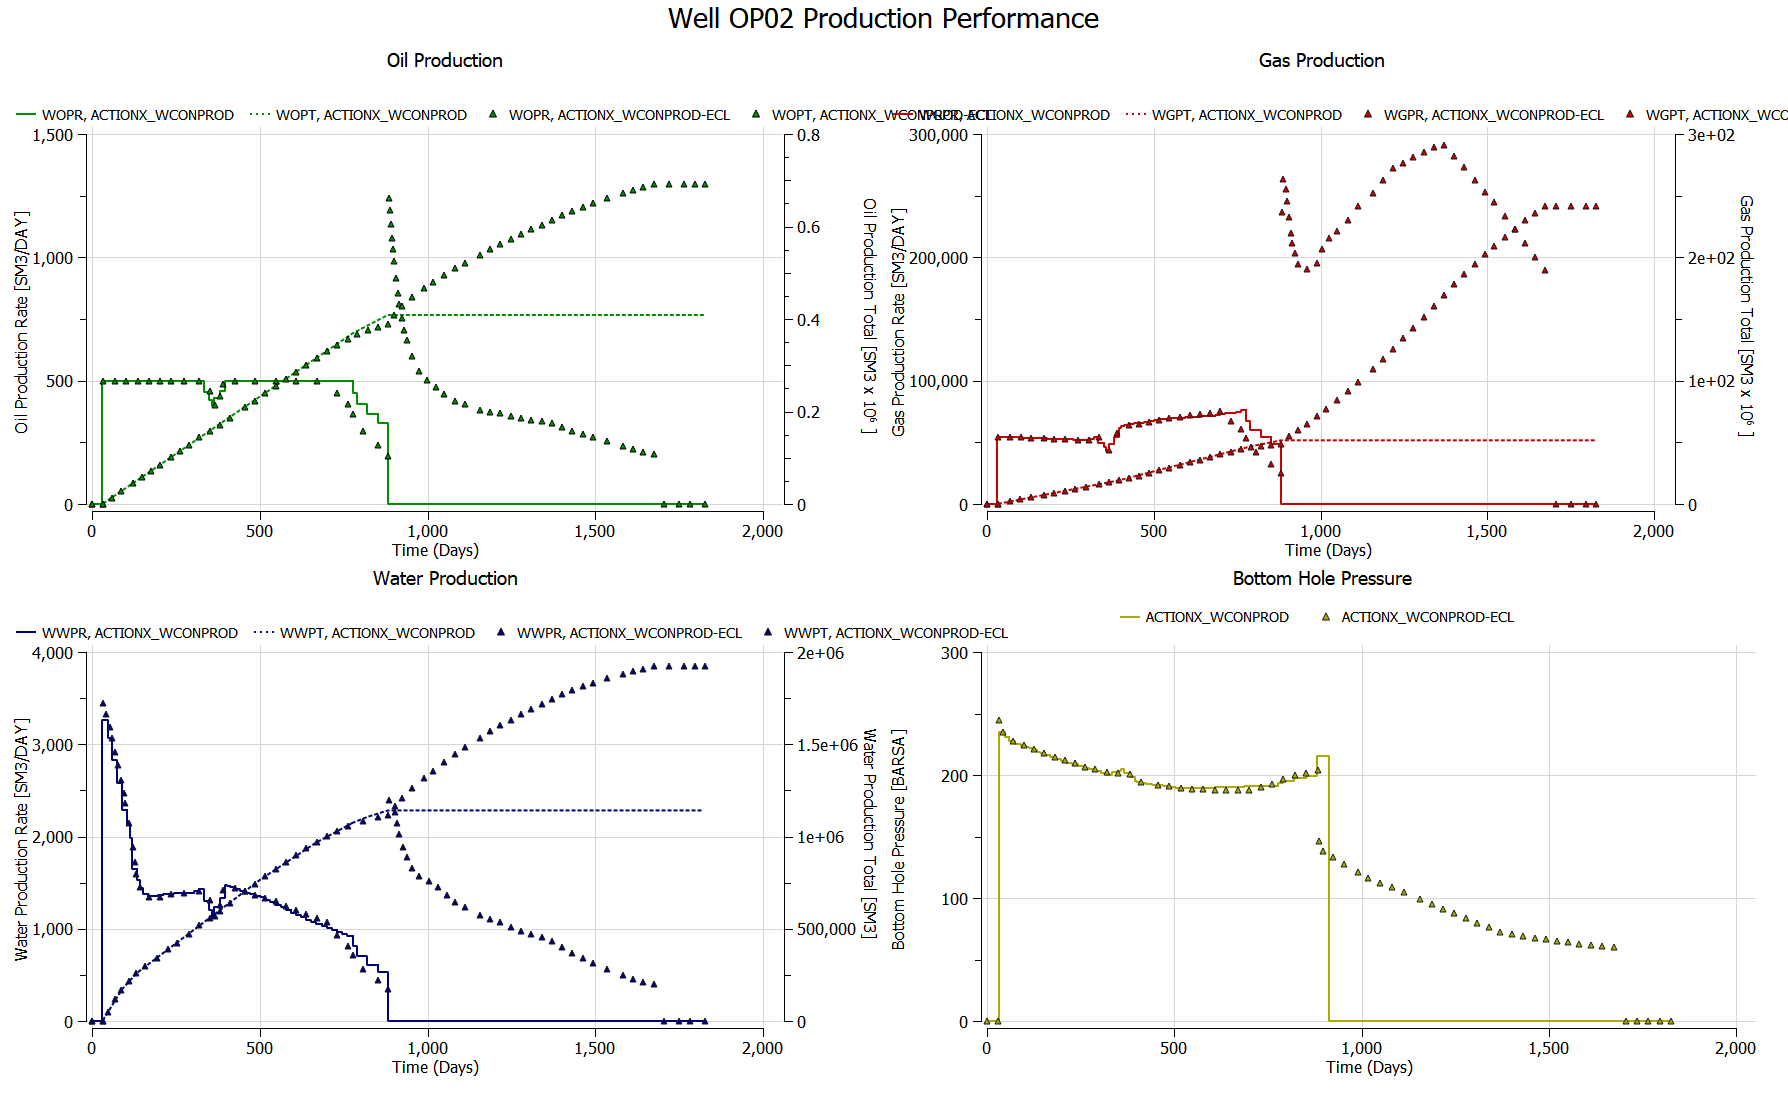 Well OP02 Production Performance
Oil Production
WOPR, ACTIONX_WCONPROD
WOPT, ACTIONX_WCONPROD
WOPR, ACTIONX_WCONPROD-ECL
WOPT, ACTIONX_WCONPROD-ECL
1,500
1,000
500
0
Oil Production Rate [SM3/DAY]
0.8
0.6
0.4
0.2
0
Oil Production Total [SM3 x 10⁶ ]
0
500
1,000
1,500
2,000
Time (Days)
Gas Production
WGPR, ACTIONX_WCONPROD
WGPT, ACTIONX_WCONPROD
WGPR, ACTIONX_WCONPROD-ECL
WGPT, ACTIONX_WCO
300,000
200,000
100,000
0
Gas Production Rate [SM3/DAY]
3e+02
2e+02
1e+02
0
Gas Production Total [SM3 x 10⁶ ]
0
500
1,000
1,500
2,000
Time (Days)
Water Production
WWPR, ACTIONX_WCONPROD
WWPT, ACTIONX_WCONPROD
WWPR, ACTIONX_WCONPROD-ECL
WWPT, ACTIONX_WCONPROD-ECL
4,000
3,000
2,000
1,000
0
Water Production Rate [SM3/DAY]
2e+06
1.5e+06
1e+06
500,000
0
Water Production Total [SM3]
0
500
1,000
1,500
2,000
Time (Days)
Bottom Hole Pressure
ACTIONX_WCONPROD
ACTIONX_WCONPROD-ECL
300
200
100
0
Bottom Hole Pressure [BARSA]
0
500
1,000
1,500
2,000
Time (Days)